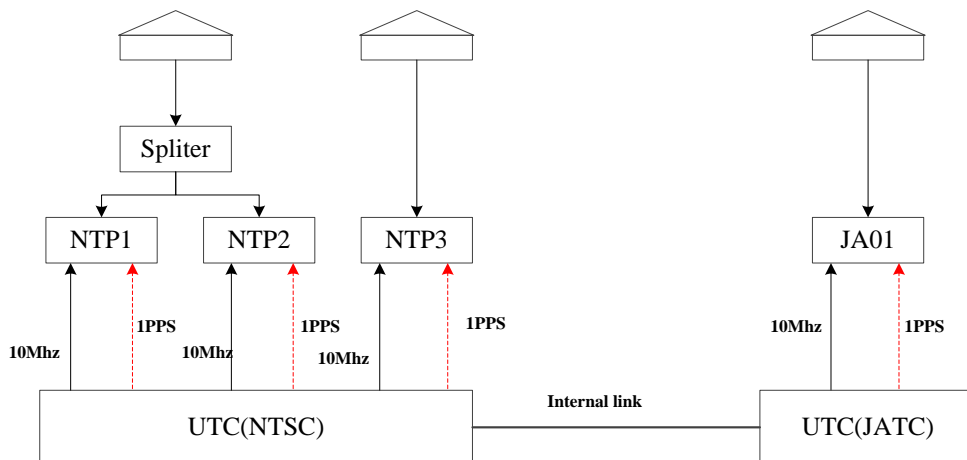 Spliter
NTP1
NTP2
NTP3
JA01
10Mhz
1PPS
10Mhz
1PPS
10Mhz
1PPS
10Mhz
1PPS
UTC(NTSC)
Internal link
UTC(JATC)